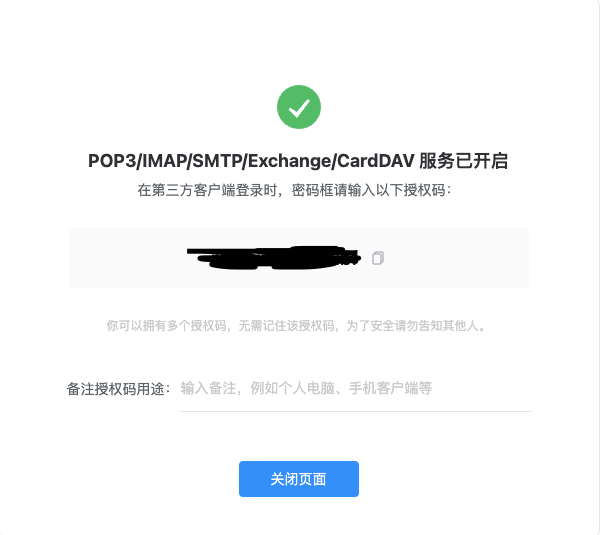 POP3/IMAP/SMTP/Exchange/CardDAV 服务已开启
在第三方客户端登录时，密码框请输入以下授权码：
你可以拥有多个授权码，无需记住该授权码，为了安全请勿告知其他人。
备注授权码用途： 输入备注，例如个人电脑、手机客户端等
关闭页面